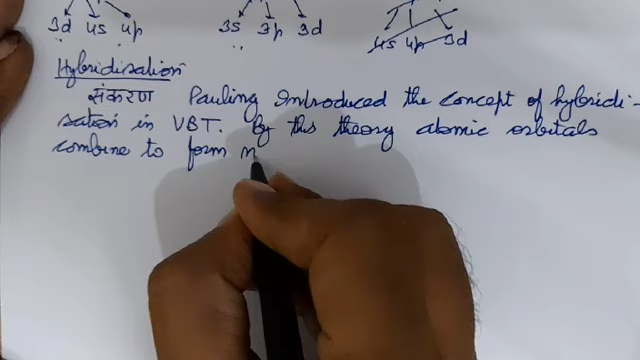 3d 4s 4p 3s 3p 3d 4s 4p 3d
Hybridisation
संकरण Pauling Introduced the concept of hybridi-
sation in VBT. By this theory atomic orbitals
combine to form n